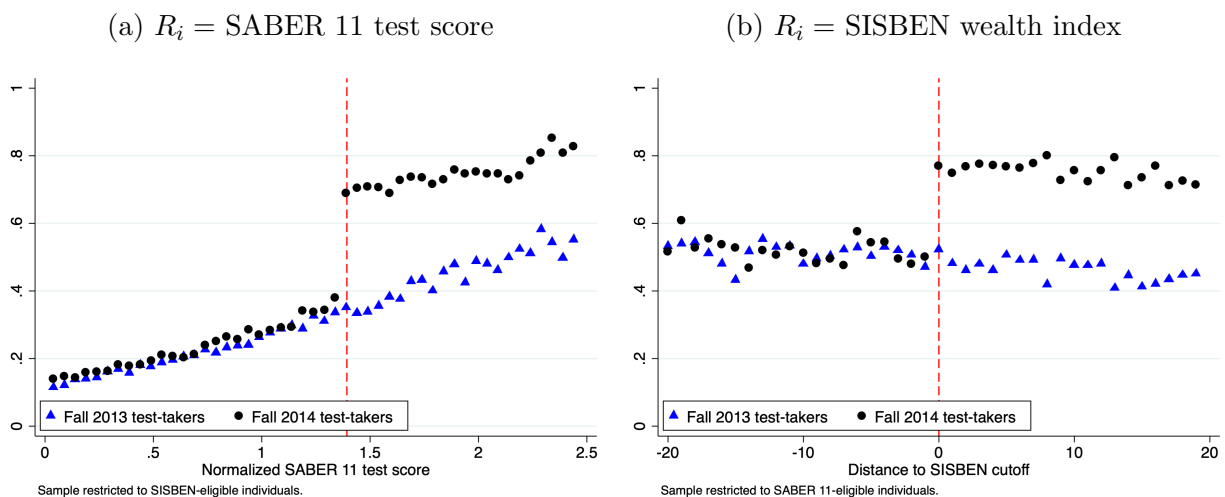 (a) R_i = SABER 11 test score
1
.8
.6
.4
.2
0
Fall 2013 test-takers Fall 2014 test-takers
0 .5 1 1.5 2 2.5
Normalized SABER 11 test score
Sample restricted to SISBEN-eligible individuals.
(b) R_i = SISBEN wealth index
1
.8
.6
.4
.2
0
Fall 2013 test-takers Fall 2014 test-takers
-20 -10 0 10 20
Distance to SISBEN cutoff
Sample restricted to SABER 11-eligible individuals.